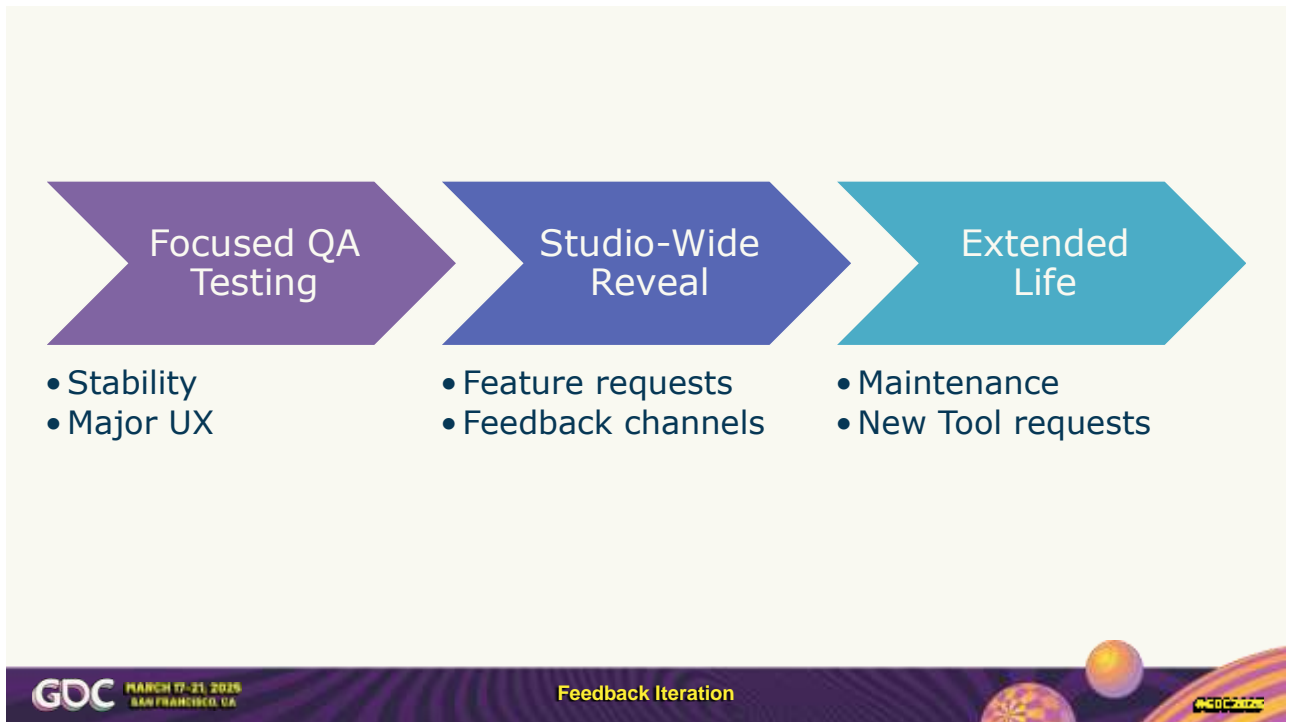 Focused QA
Testing
Studio-Wide
Reveal
Extended
Life
• Stability
• Major UX
• Feature requests
• Feedback channels
• Maintenance
• New Tool requests
GDC
MARCH 17-21, 2025
SAN FRANCISCO, CA
Feedback Iteration
#GDC2025